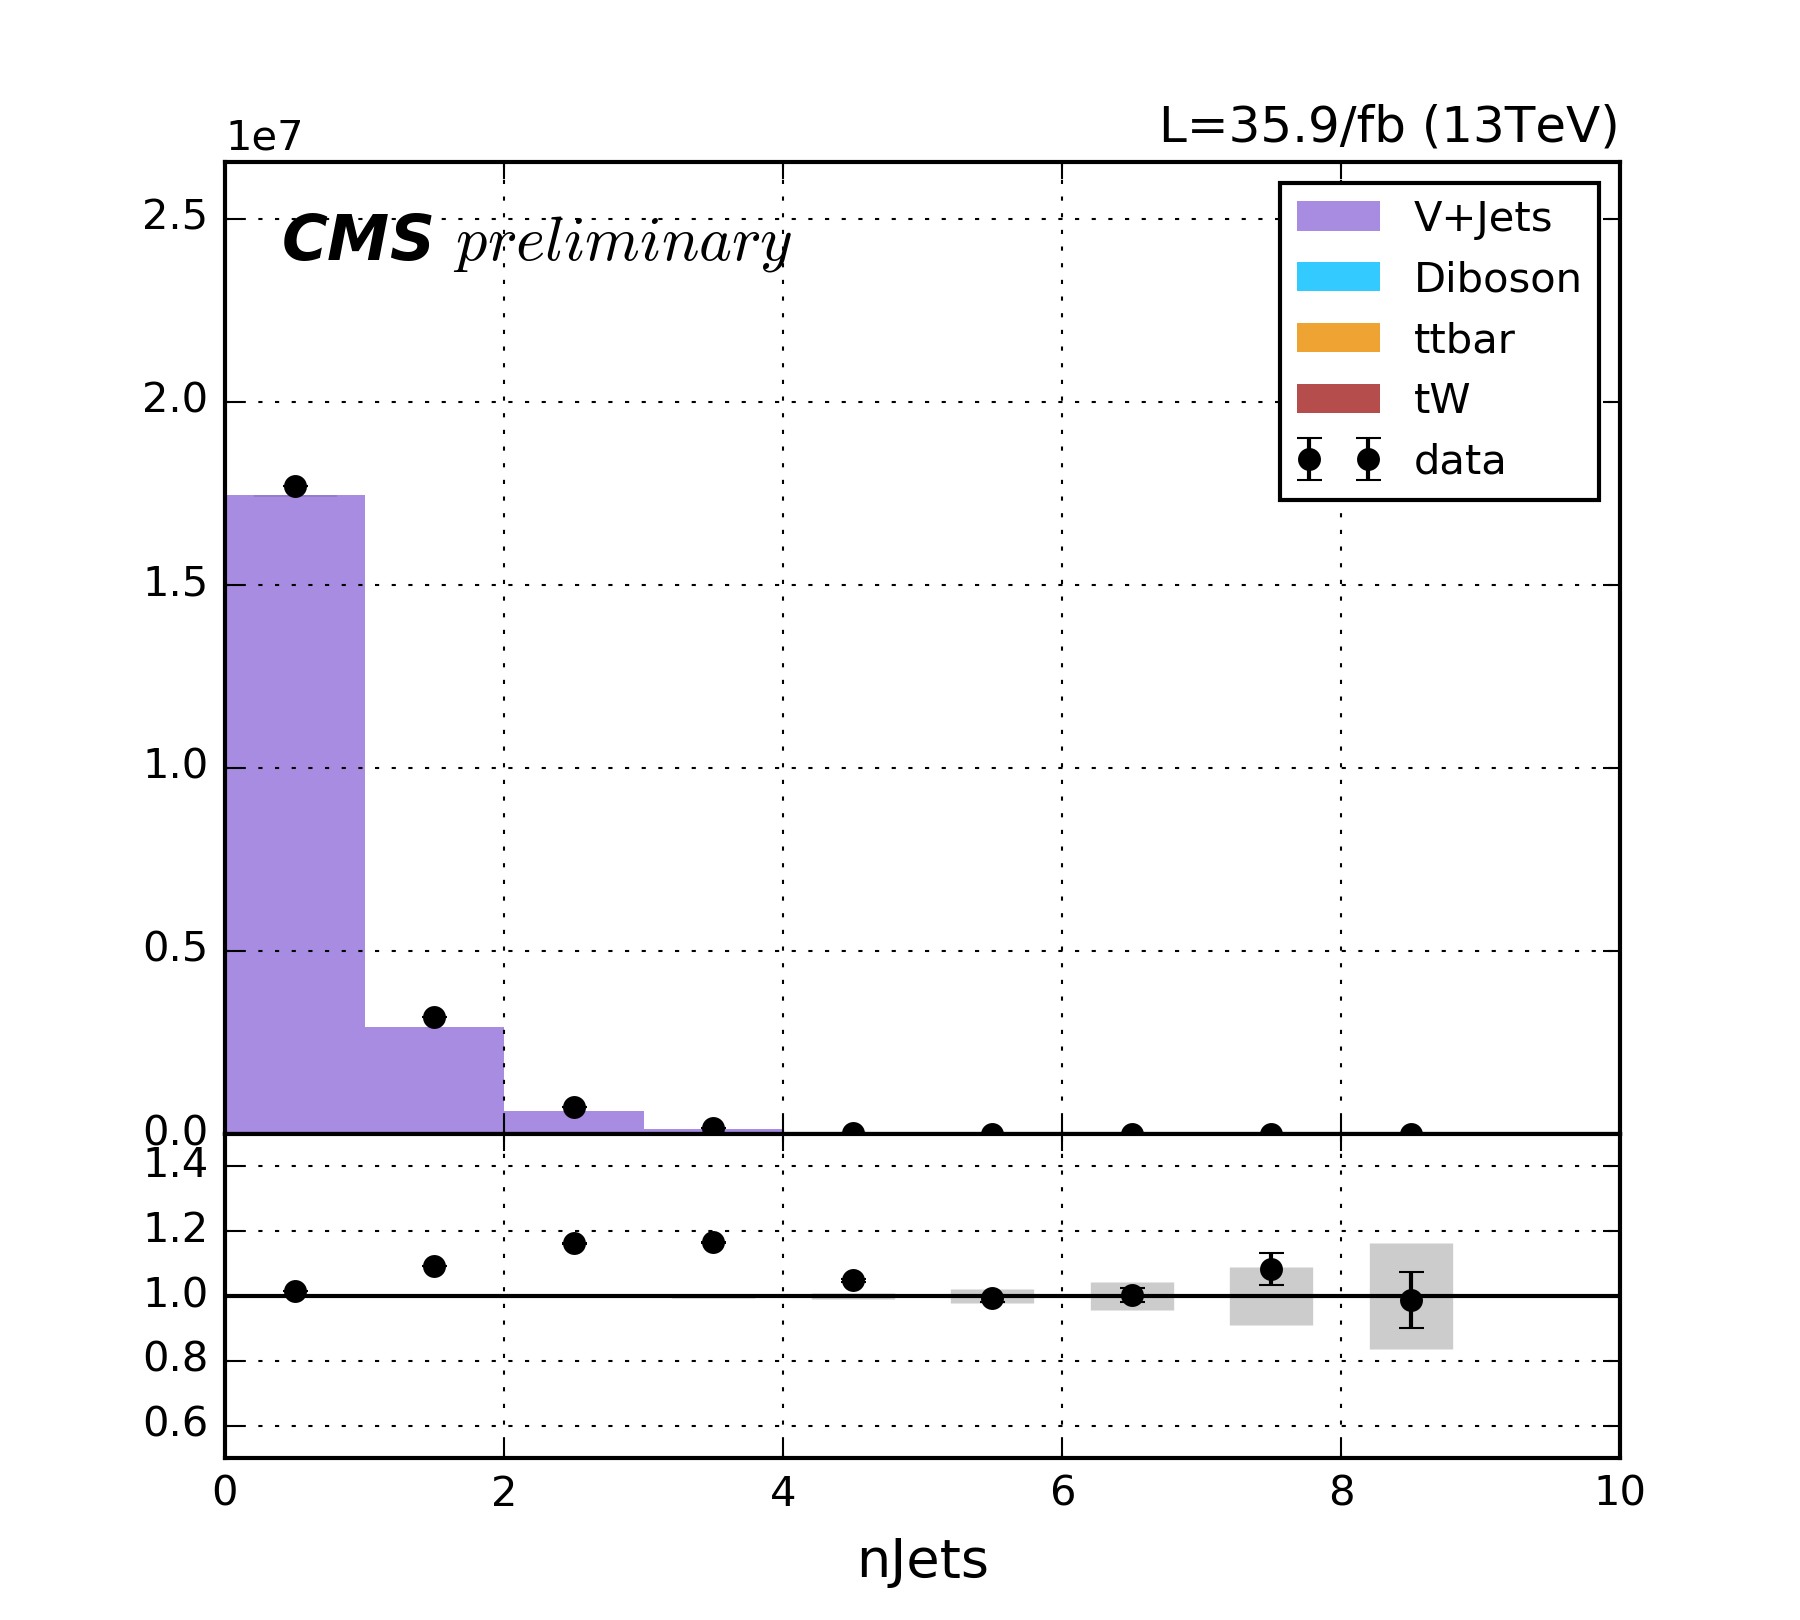 1e7
L=35.9/fb (13TeV)
CMS preliminary
V+Jets
Diboson
ttbar
tW
data
2.5
2.0
1.5
1.0
0.5
0.0
1.4
1.2
1.0
0.8
0.6
0 2 4 6 8 10
nJets